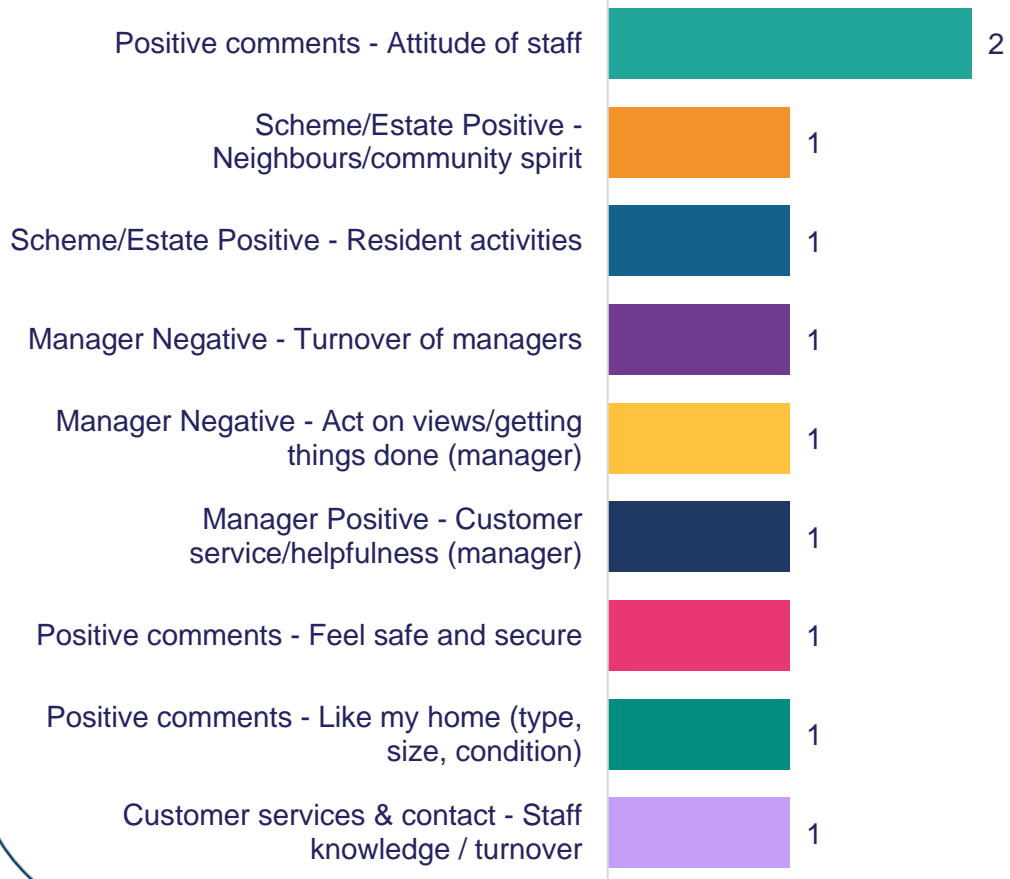 Positive comments - Attitude of staff 2
Scheme/Estate Positive -
Neighbours/community spirit 1
Scheme/Estate Positive - Resident activities 1
Manager Negative - Turnover of managers 1
Manager Negative - Act on views/getting
things done (manager) 1
Manager Positive - Customer
service/helpfulness (manager) 1
Positive comments - Feel safe and secure 1
Positive comments - Like my home (type,
size, condition) 1
Customer services & contact - Staff
knowledge / turnover 1